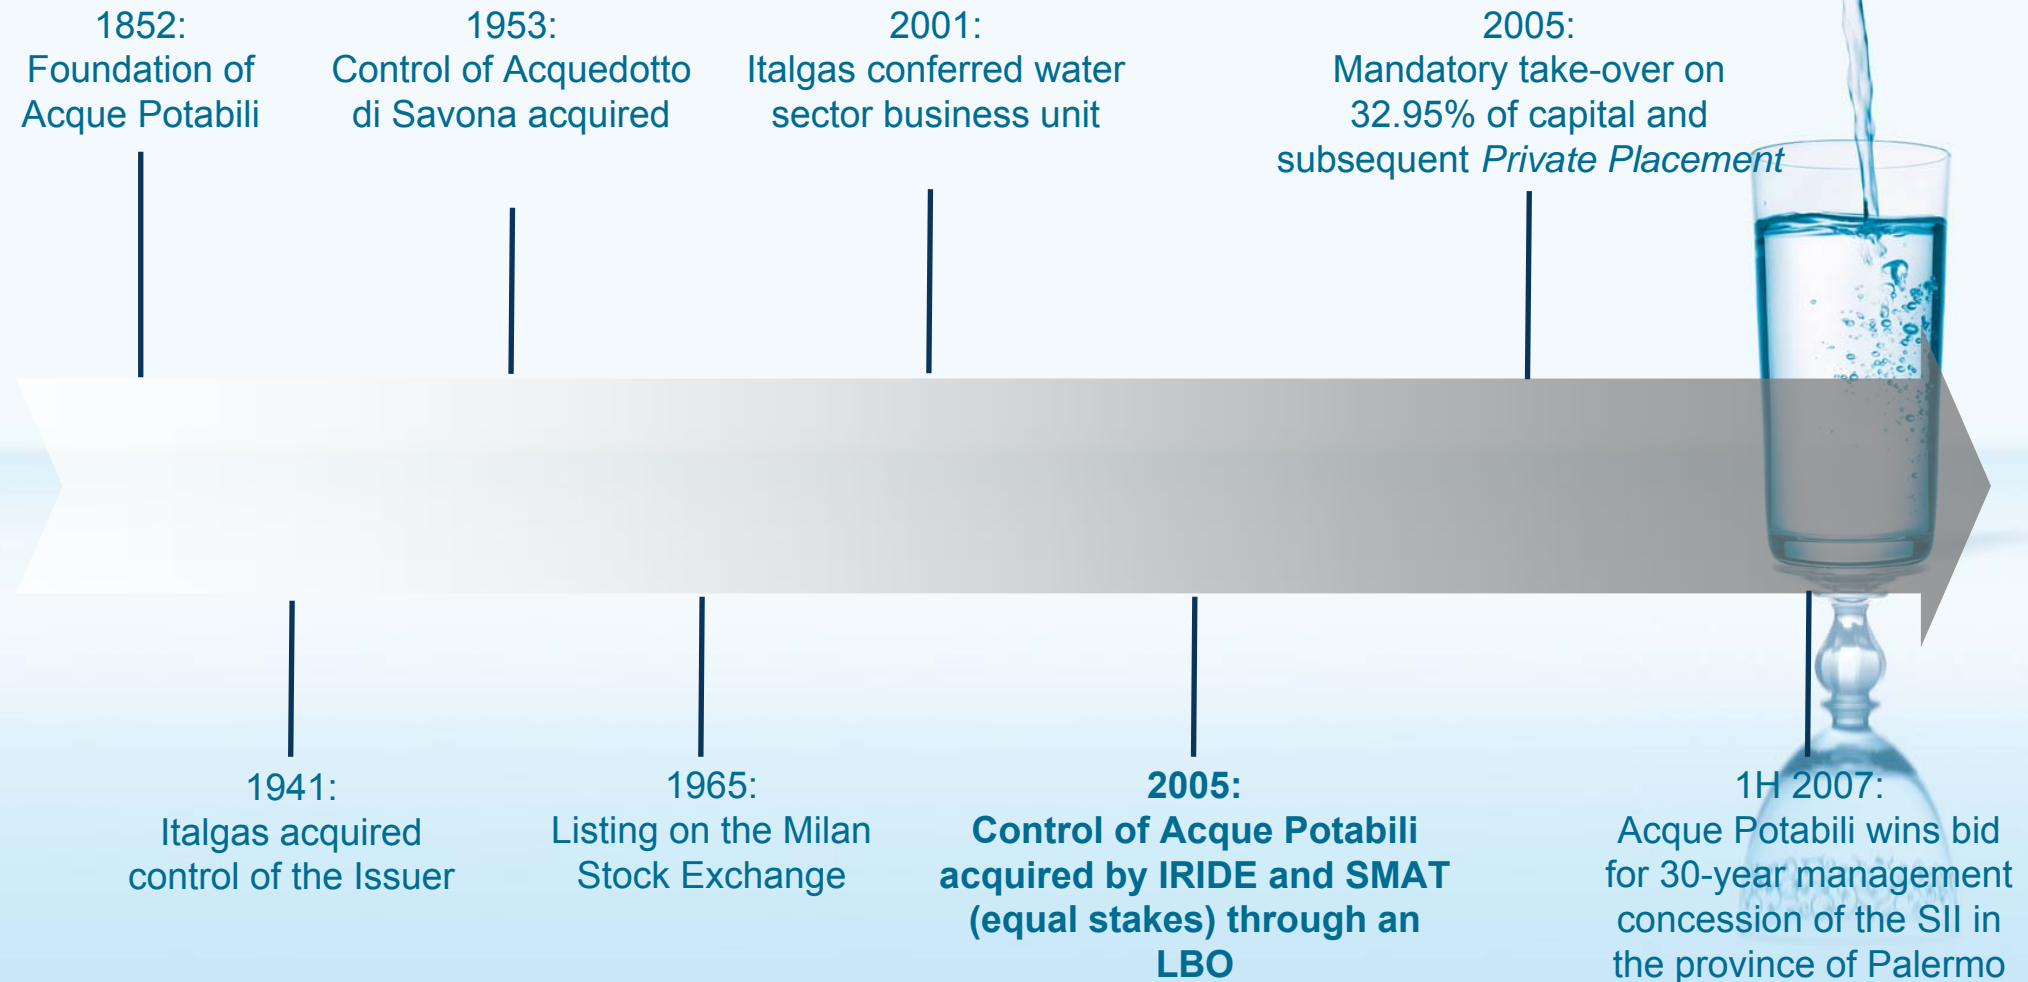 1852:
Foundation of
Acque Potabili
1953:
Control of Acquedotto
di Savona acquired
2001:
Italgas conferred water
sector business unit
2005:
Mandatory take-over on
32.95% of capital and
subsequent Private Placement
1941:
Italgas acquired
control of the Issuer
1965:
Listing on the Milan
Stock Exchange
2005:
Control of Acque Potabili
acquired by IRIDE and SMAT
(equal stakes) through an
LBO
1H 2007:
Acque Potabili wins bid
for 30-year management
concession of the SII in
the province of Palermo